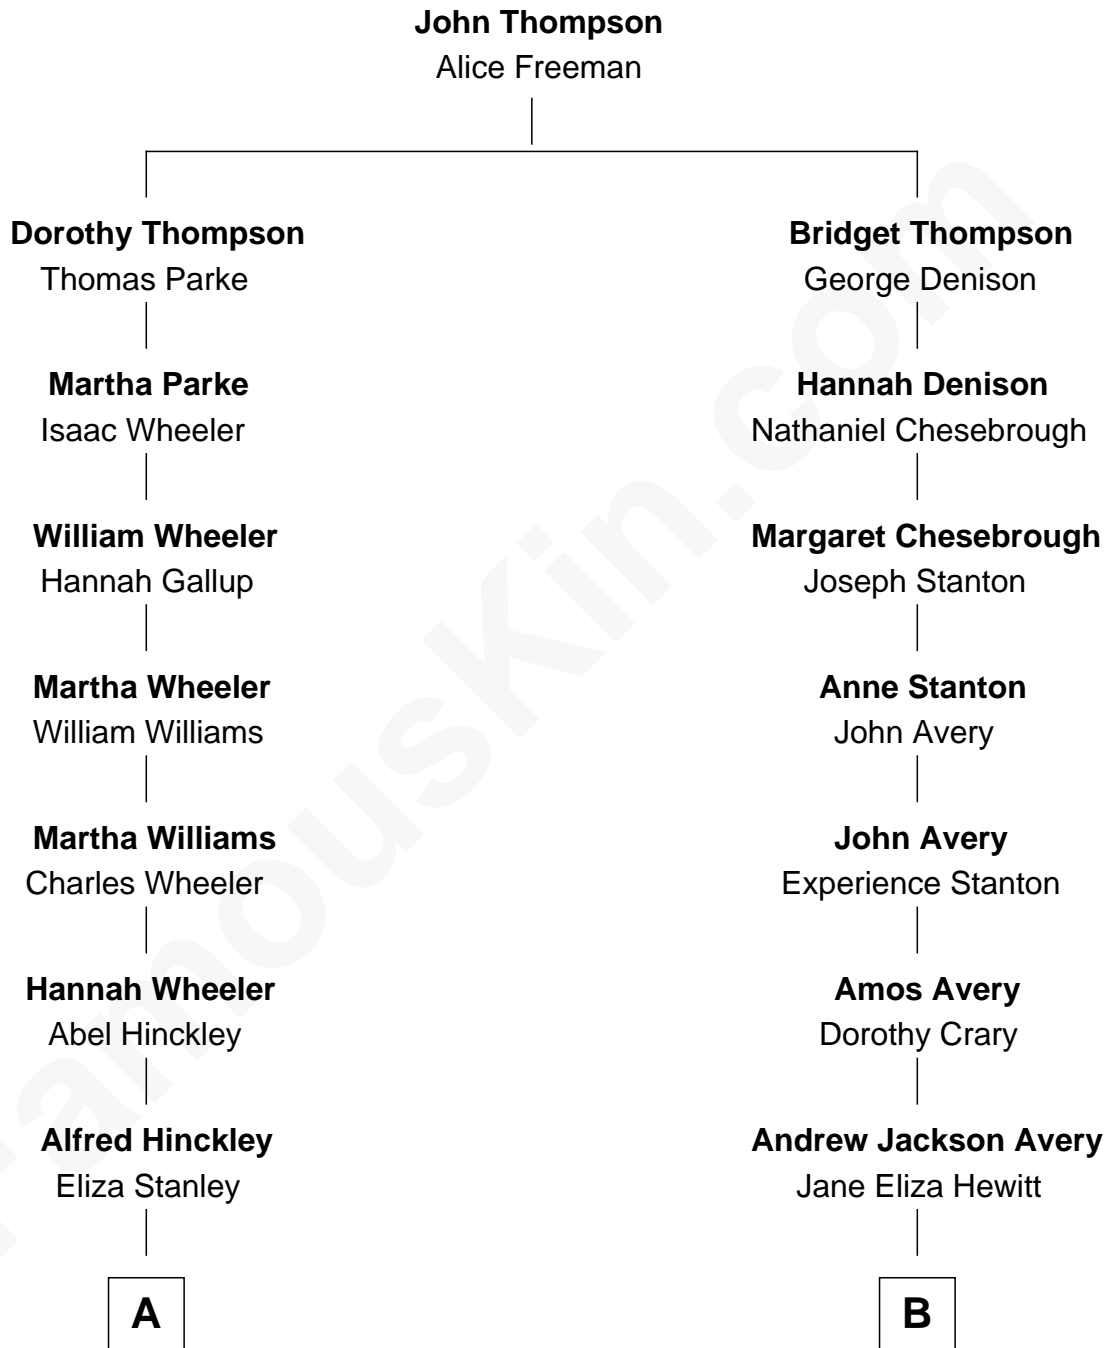 John Thompson
Alice Freeman
Dorothy Thompson
Thomas Parke
Bridget Thompson
George Denison
Martha Parke
Isaac Wheeler
Hannah Denison
Nathaniel Chesebrough
William Wheeler
Hannah Gallup
Margaret Chesebrough
Joseph Stanton
Martha Wheeler
William Williams
Anne Stanton
John Avery
Martha Williams
Charles Wheeler
John Avery
Experience Stanton
Hannah Wheeler
Abel Hinckley
Amos Avery
Dorothy Crary
Alfred Hinckley
Eliza Stanley
Andrew Jackson Avery
Jane Eliza Hewitt
A
B
FamousKin.com